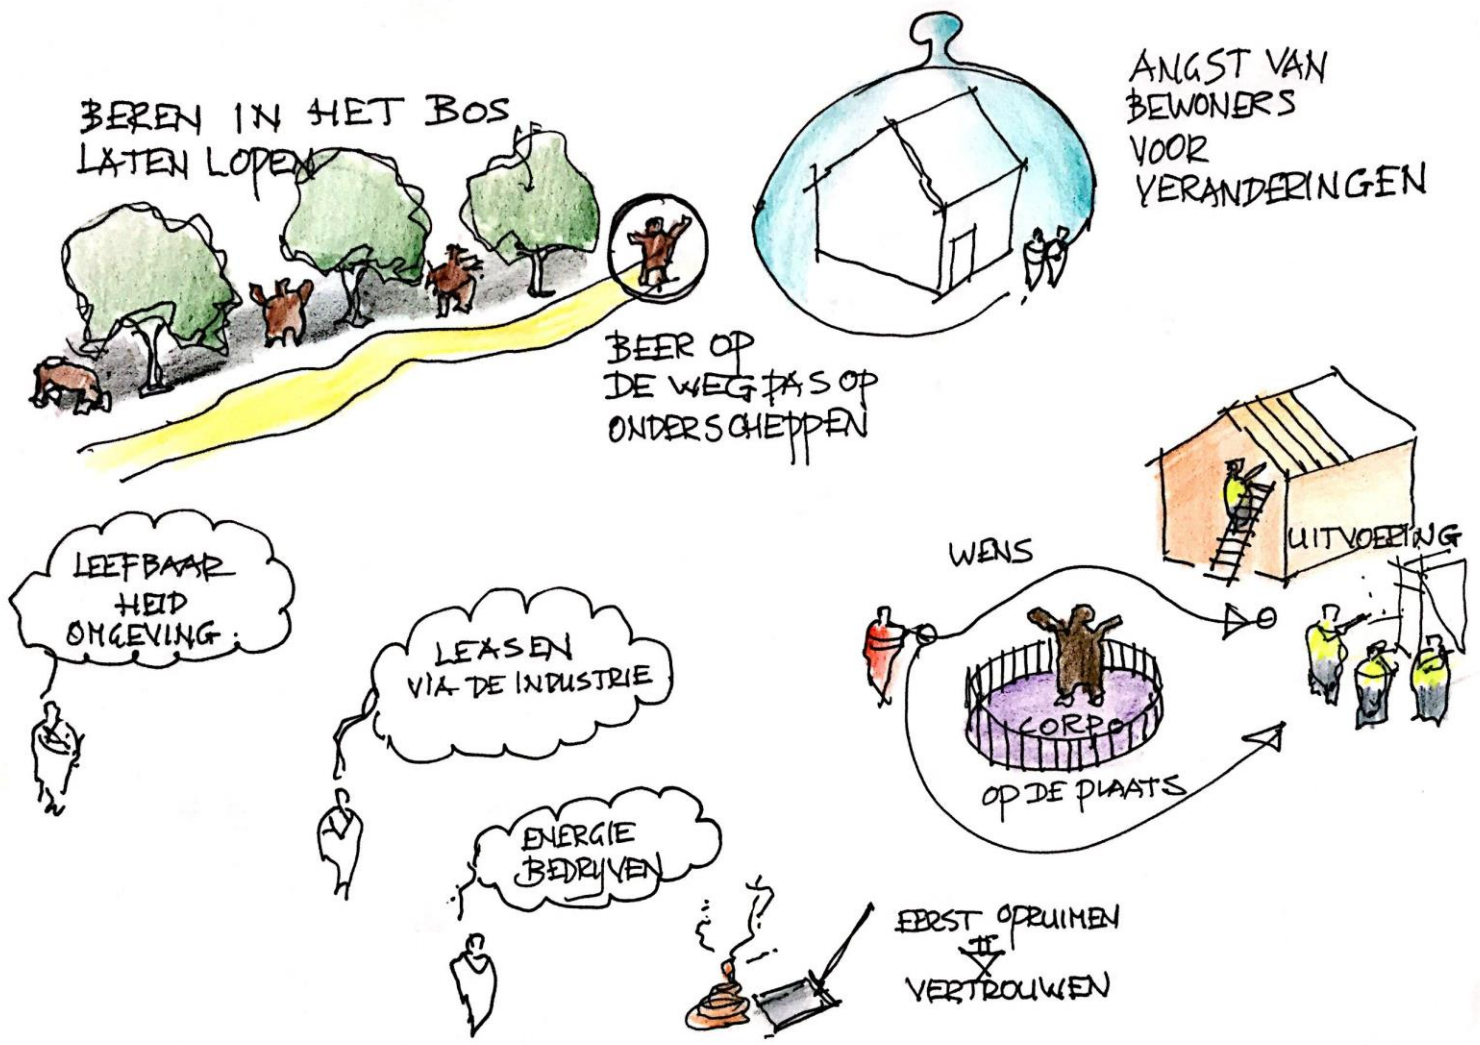 BEREN IN HET BOS
LATEN LOPEN
ANGST VAN
BEWONERS
VOOR
VERANDERINGEN
BEER OP
DE WEG PAS OP
ONDERSCHEPPEN
LEEFBAAR
HEID
OMGEVING.
LEASEN
VIA DE INDUSTRIE
ENERGIE
BEDRIJVEN
WENS
UITVOERING
CORPO
OP DE PLAATS
EERST OPRUIMEN
VERTROUWEN